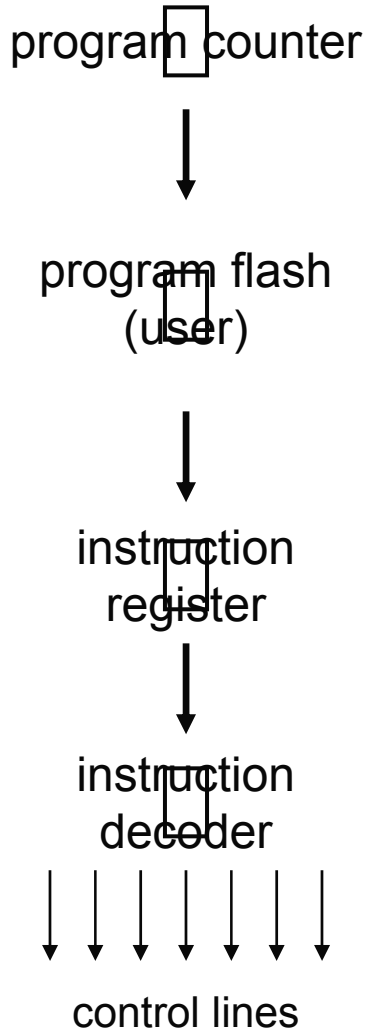 program counter
program flash
(user)
instruction
register
instruction
decoder
control lines